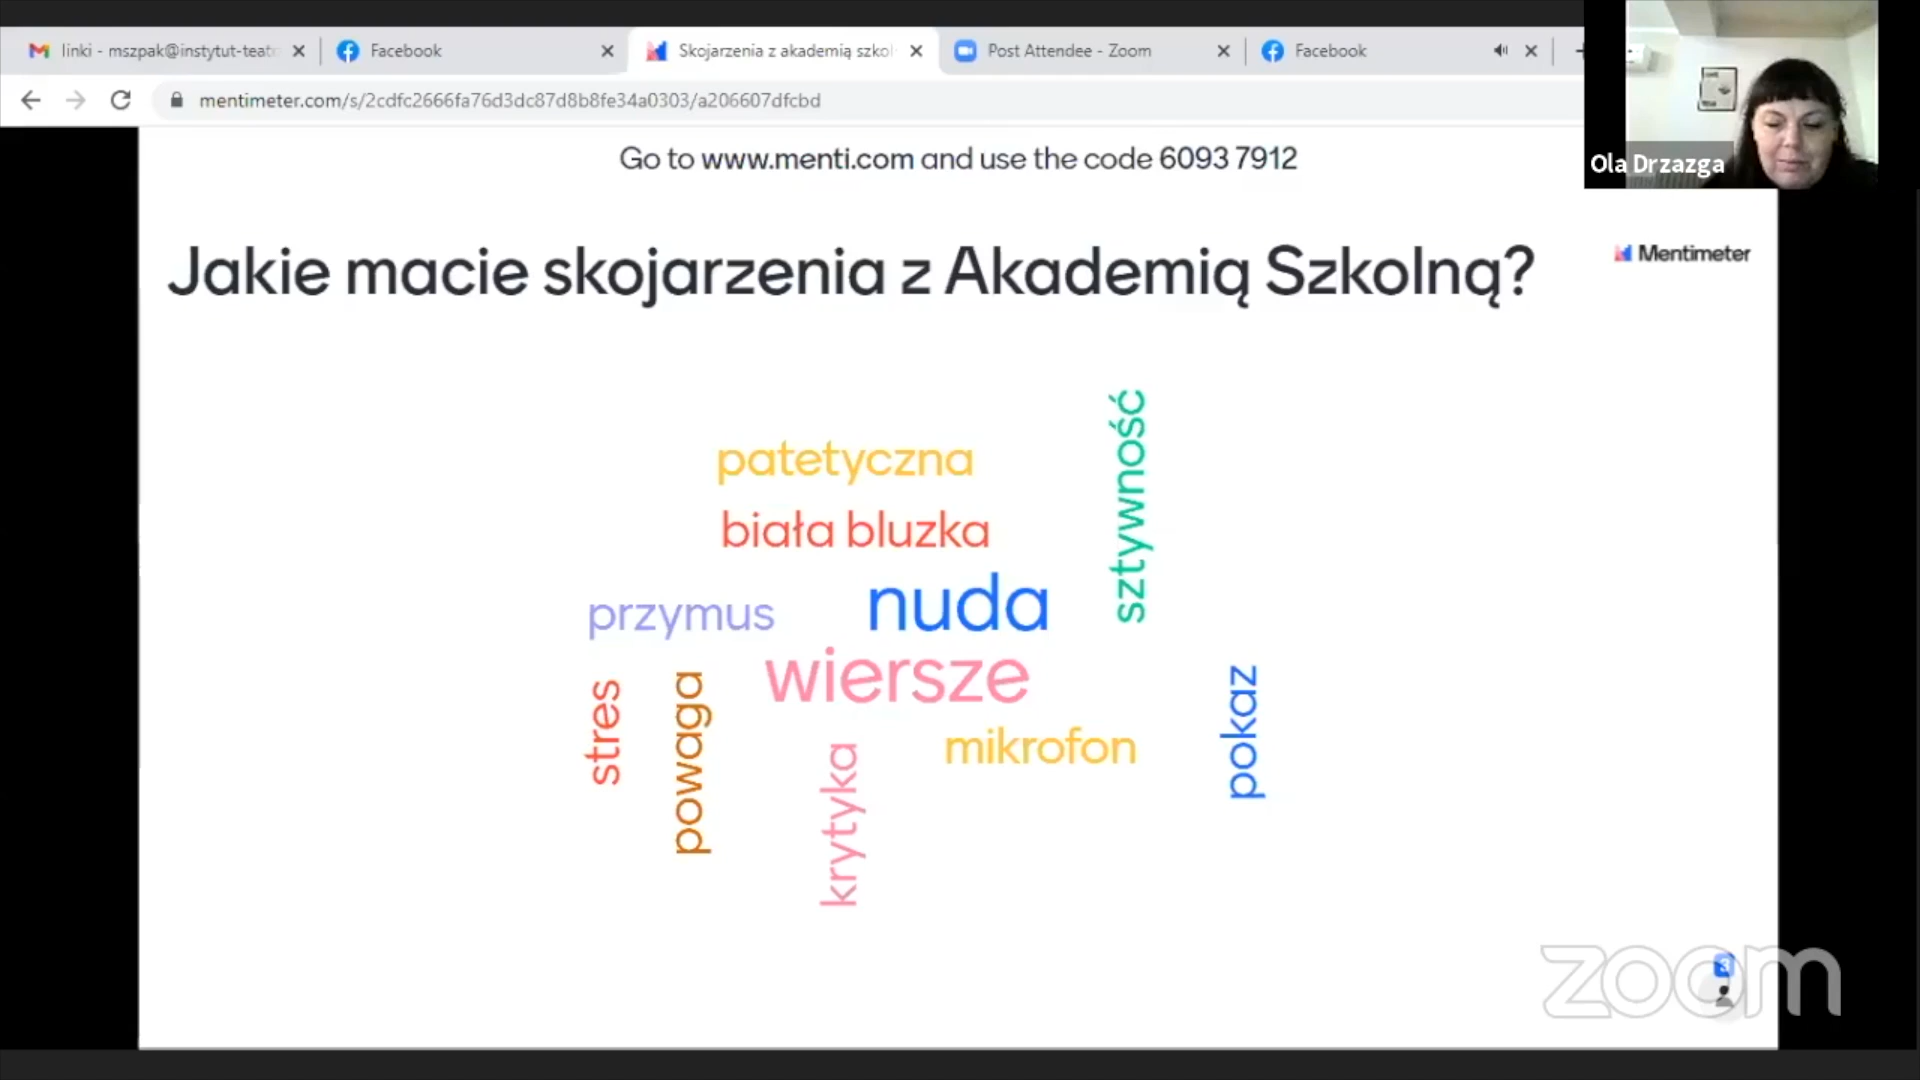 linki - mszpak@instytut-teat
Facebook
Skojarzenia z akademią szkol
Post Attendee - Zoom
Facebook
mentimeter.com/s/2cdfc2666fa76d3dc87d8b8fe34a0303/a206607dfcbd
Ola Drzazga
Go to www.menti.com and use the code 6093 7912
Mentimeter
Jakie macie skojarzenia z Akademią Szkolną?
sztywność
patetyczna
biała bluzka
nuda
przymus
wiersze
stres
powaga
pokaz
mikrofon
krytyka
3
zoom